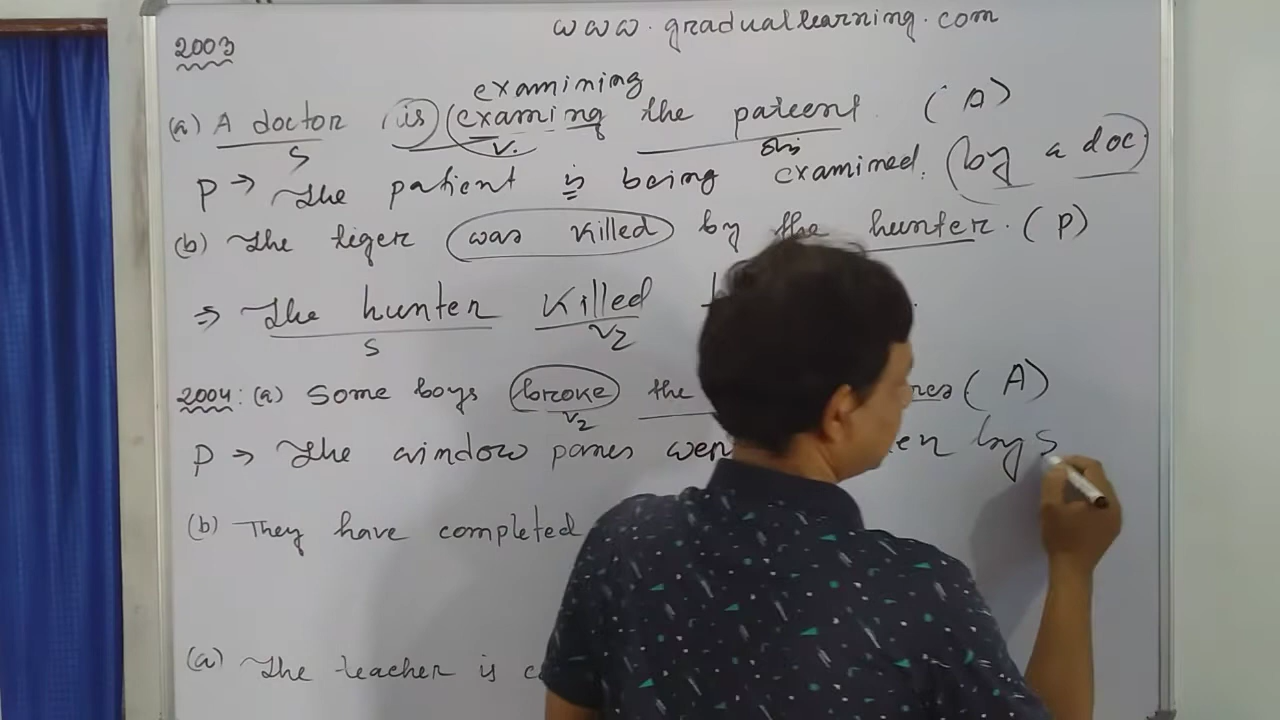 www.graduallearning.com
2003
examining
(a) A doctor (is) (examing the pateent. (A)
S V. Obj
P → The patient is being examined. (by a doc)
(b) The tiger was killed by the hunter. (P)
⇒ The hunter killed
S V2
2004: (a) Some boys broke the (A)
V2
P → The window panes wer by s
(b) They have completed
(a) The teacher is